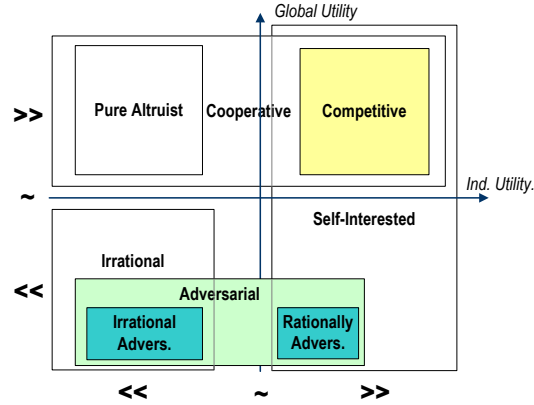 Global Utility
Pure Altruist
Cooperative
Competitive
>>
~
Ind. Utility.
Self-Interested
Irrational
<<
Adversarial
Irrational
Advers.
Rationally
Advers.
<<
~
>>